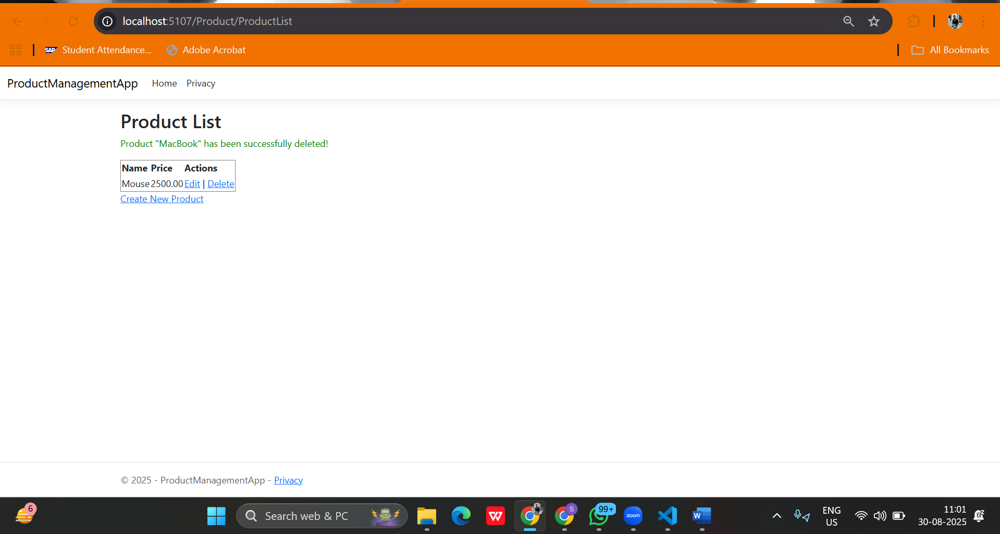 localhost:5107/Product/ProductList
SAP Student Attendance... Adobe Acrobat All Bookmarks
ProductManagementApp Home Privacy
Product List
Product "MacBook" has been successfully deleted!
Name Price Actions
Mouse 2500.00 Edit | Delete
Create New Product
© 2025 - ProductManagementApp - Privacy
6
Search web & PC
W
S
99+
zoom
W
ENG
US
11:01
30-08-2025